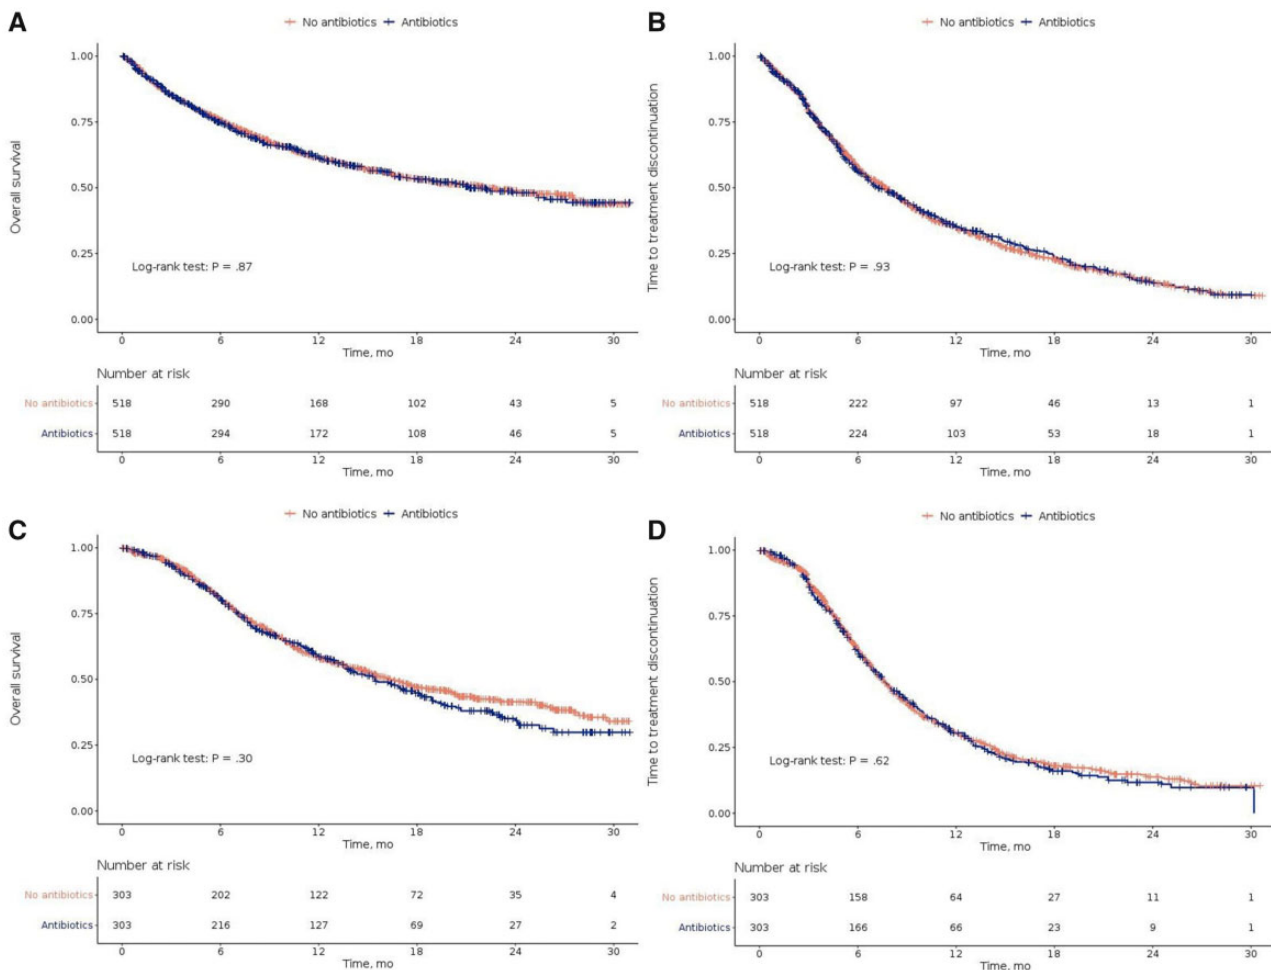 A
No antibiotics Antibiotics
1.00
0.75
0.50
0.25
0.00
Overall survival
Log-rank test: P = .87
0 6 12 18 24 30
Time, mo
Number at risk
No antibiotics 518 290 168 102 43 5
Antibiotics 518 294 172 108 46 5
0 6 12 18 24 30
Time, mo
B
No antibiotics Antibiotics
1.00
0.75
0.50
0.25
0.00
Time to treatment discontinuation
Log-rank test: P = .93
0 6 12 18 24 30
Time, mo
Number at risk
No antibiotics 518 222 97 46 13 1
Antibiotics 518 224 103 53 18 1
0 6 12 18 24 30
Time, mo
C
No antibiotics Antibiotics
1.00
0.75
0.50
0.25
0.00
Overall survival
Log-rank test: P = .30
0 6 12 18 24 30
Time, mo
Number at risk
No antibiotics 303 202 122 72 35 4
Antibiotics 303 216 127 69 27 2
0 6 12 18 24 30
Time, mo
D
No antibiotics Antibiotics
1.00
0.75
0.50
0.25
0.00
Time to treatment discontinuation
Log-rank test: P = .62
0 6 12 18 24 30
Time, mo
Number at risk
No antibiotics 303 158 64 27 11 1
Antibiotics 303 166 66 23 9 1
0 6 12 18 24 30
Time, mo